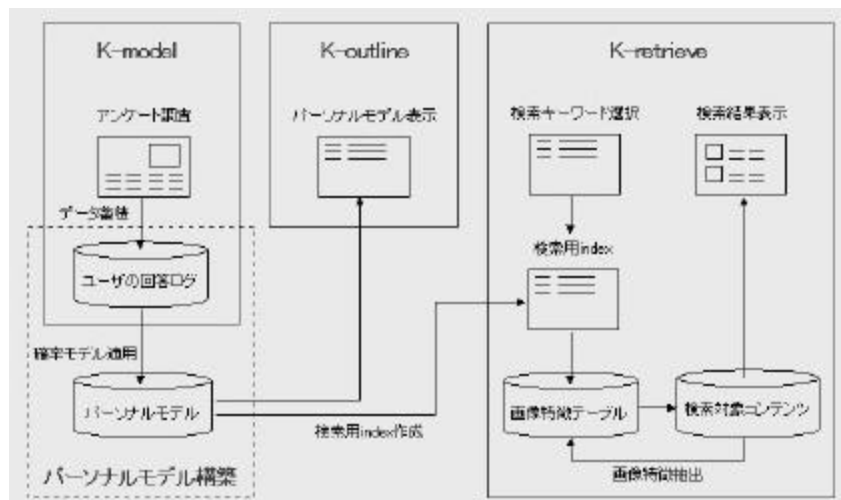 K-model
アンケート調査
データ蓄積
ユーザの回答ログ
確率モデル適用
パーソナルモデル
パーソナルモデル構築
K-outline
パーソナルモデル表示
検索用index作成
K-retrieve
検索キーワード選択
検索結果表示
検索用index
画像特徴テーブル
検索対象コンテンツ
画像特徴抽出